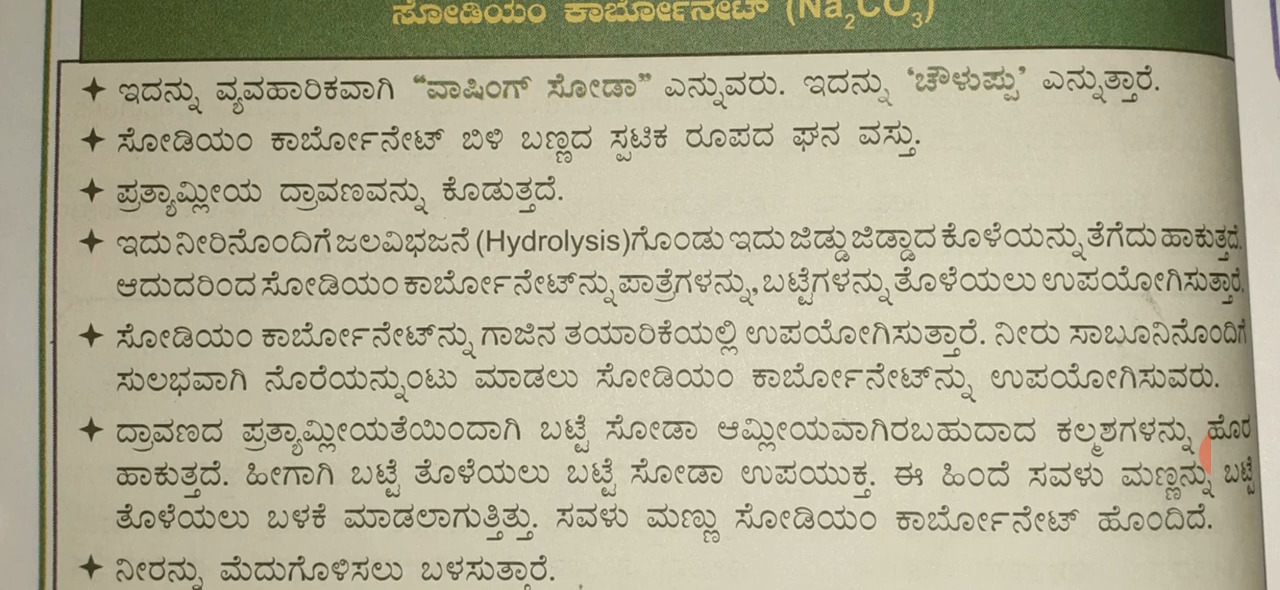 ಸೋಡಿಯಂ ಕಾರ್ಬೋನೇಟ್ (Na₂CO₃)
✦ ಇದನ್ನು ವ್ಯವಹಾರಿಕವಾಗಿ “ವಾಷಿಂಗ್ ಸೋಡಾ” ಎನ್ನುವರು. ಇದನ್ನು ‘ಚೌಳುಪ್ಪು’ ಎನ್ನುತ್ತಾರೆ.
✦ ಸೋಡಿಯಂ ಕಾರ್ಬೋನೇಟ್ ಬಿಳಿ ಬಣ್ಣದ ಸ್ಪಟಿಕ ರೂಪದ ಘನ ವಸ್ತು.
✦ ಪ್ರತ್ಯಾಮ್ಲೀಯ ದ್ರಾವಣವನ್ನು ಕೊಡುತ್ತದೆ.
✦ ಇದು ನೀರಿನೊಂದಿಗೆ ಜಲವಿಭಜನೆ (Hydrolysis)ಗೊಂಡು ಇದು ಜಿಡ್ಡು ಜಿಡ್ಡಾದ ಕೊಳೆಯನ್ನು ತೆಗೆದು ಹಾಕುತ್ತದೆ.
ಆದುದರಿಂದ ಸೋಡಿಯಂ ಕಾರ್ಬೋನೇಟ್‌ನ್ನು ಪಾತ್ರೆಗಳನ್ನು, ಬಟ್ಟೆಗಳನ್ನು ತೊಳೆಯಲು ಉಪಯೋಗಿಸುತ್ತಾರೆ.
✦ ಸೋಡಿಯಂ ಕಾರ್ಬೋನೇಟ್‌ನ್ನು ಗಾಜಿನ ತಯಾರಿಕೆಯಲ್ಲಿ ಉಪಯೋಗಿಸುತ್ತಾರೆ. ನೀರು ಸಾಬೂನಿನೊಂದಿಗೆ
ಸುಲಭವಾಗಿ ನೊರೆಯನ್ನುಂಟು ಮಾಡಲು ಸೋಡಿಯಂ ಕಾರ್ಬೋನೇಟ್‌ನ್ನು ಉಪಯೋಗಿಸುವರು.
✦ ದ್ರಾವಣದ ಪ್ರತ್ಯಾಮ್ಲೀಯತೆಯಿಂದಾಗಿ ಬಟ್ಟೆ ಸೋಡಾ ಆಮ್ಲೀಯವಾಗಿರಬಹುದಾದ ಕಲ್ಮಶಗಳನ್ನು ಹೊರ
ಹಾಕುತ್ತದೆ. ಹೀಗಾಗಿ ಬಟ್ಟೆ ತೊಳೆಯಲು ಬಟ್ಟೆ ಸೋಡಾ ಉಪಯುಕ್ತ. ಈ ಹಿಂದೆ ಸವಳು ಮಣ್ಣನ್ನು ಬಟ್ಟೆ
ತೊಳೆಯಲು ಬಳಕೆ ಮಾಡಲಾಗುತ್ತಿತ್ತು. ಸವಳು ಮಣ್ಣು ಸೋಡಿಯಂ ಕಾರ್ಬೋನೇಟ್ ಹೊಂದಿದೆ.
✦ ನೀರನ್ನು ಮೆದುಗೊಳಿಸಲು ಬಳಸುತ್ತಾರೆ.